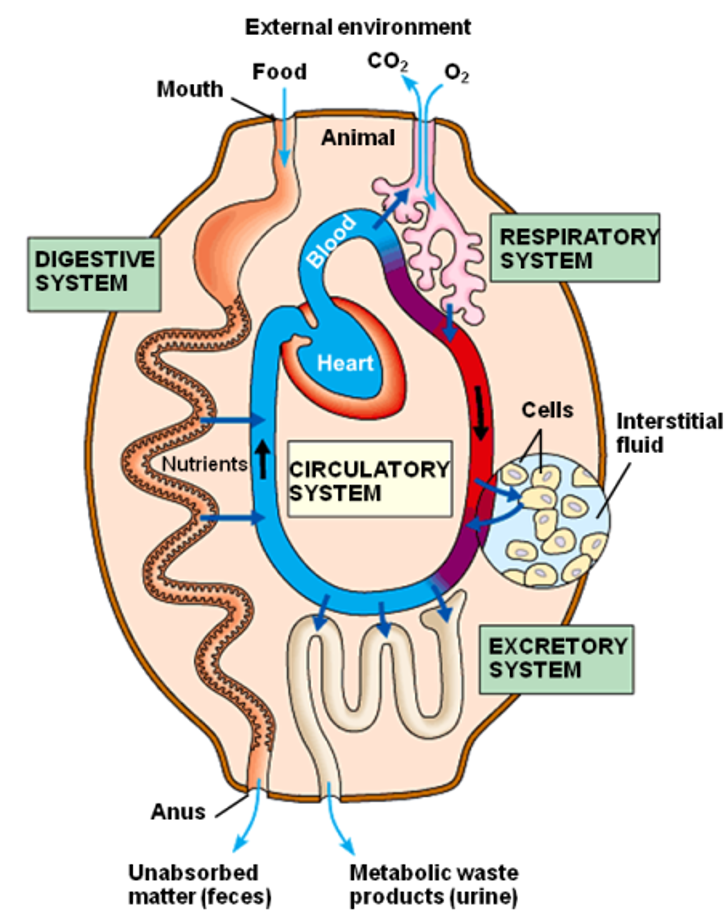 External environment
CO₂
O₂
Food
Mouth
Animal
Blood
RESPIRATORY
SYSTEM
DIGESTIVE
SYSTEM
Heart
Cells
Interstitial
fluid
Nutrients
CIRCULATORY
SYSTEM
EXCRETORY
SYSTEM
Anus
Unabsorbed
matter (feces)
Metabolic waste
products (urine)